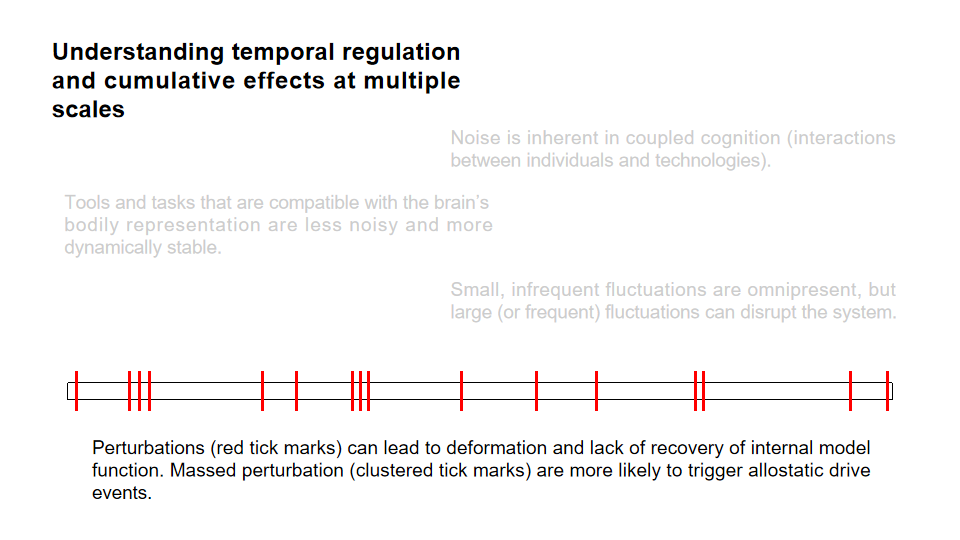 Understanding temporal regulation
and cumulative effects at multiple
scales
Noise is inherent in coupled cognition (interactions
between individuals and technologies).
Tools and tasks that are compatible with the brain’s
bodily representation are less noisy and more
dynamically stable.
Small, infrequent fluctuations are omnipresent, but
large (or frequent) fluctuations can disrupt the system.
Perturbations (red tick marks) can lead to deformation and lack of recovery of internal model
function. Massed perturbation (clustered tick marks) are more likely to trigger allostatic drive
events.